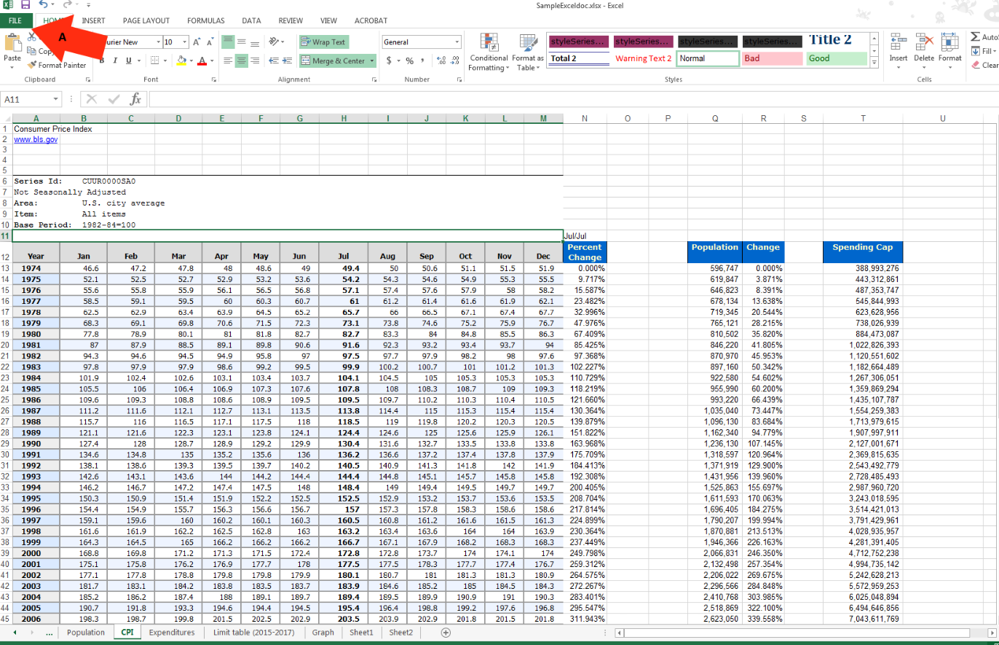 SampleExceldoc.xlsx - Excel
FILE HOME INSERT PAGE LAYOUT FORMULAS DATA REVIEW VIEW ACROBAT
A
Paste
Copy
Format Painter
Clipboard
10
B I U
Font
Wrap Text
Merge & Center
Alignment
General
$ % ,
Number
Conditional Formatting
Format as Table
styleSeries... styleSeries... styleSeries... styleSeries... Title 2
Total 2 Warning Text 2 Normal Bad Good
Styles
Insert Delete Format
Cells
Fill
A11 fx
A B C D E F G H I J K L M N O P Q R S T U
1 Consumer Price Index
2 www.bls.gov
3
4
5
6 Series Id: CUUR0000SA0
7 Not Seasonally Adjusted
8 Area: U.S. city average
9 Item: All items
10 Base Period: 1982-84=100
11 Jul/Jul
12 Year Jan Feb Mar Apr May Jun Jul Aug Sep Oct Nov Dec Percent Change Population Change Spending Cap
13 1974 46.6 47.2 47.8 48 48.6 49 49.4 50 50.6 51.1 51.5 51.9 0.000% 596,747 0.000% 388,993,276
14 1975 52.1 52.5 52.7 52.9 53.2 53.6 54.2 54.3 54.6 54.9 55.3 55.5 9.717% 619,847 3.871% 443,312,861
15 1976 55.6 55.8 55.9 56.1 56.5 56.8 57.1 57.4 57.6 57.9 58 58.2 15.587% 646,823 8.391% 487,353,747
16 1977 58.5 59.1 59.5 60 60.3 60.7 61 61.2 61.4 61.6 61.9 62.1 23.482% 678,134 13.638% 545,844,993
17 1978 62.5 62.9 63.4 63.9 64.5 65.2 65.7 66 66.5 67.1 67.4 67.7 32.996% 719,345 20.544% 623,628,956
18 1979 68.3 69.1 69.8 70.6 71.5 72.3 73.1 73.8 74.6 75.2 75.9 76.7 47.976% 765,121 28.215% 738,026,939
19 1980 77.8 78.9 80.1 81 81.8 82.7 82.7 83.3 84 84.8 85.5 86.3 67.409% 810,502 35.820% 884,473,087
20 1981 87 87.9 88.5 89.1 89.8 90.6 91.6 92.3 93.2 93.4 93.7 94 85.425% 846,220 41.805% 1,022,826,393
21 1982 94.3 94.6 94.5 94.9 95.8 97 97.5 97.7 97.9 98.2 98 97.6 97.368% 870,970 45.953% 1,120,551,602
22 1983 97.8 97.9 97.9 98.6 99.2 99.5 99.9 100.2 100.7 101 101.2 101.3 102.227% 897,160 50.342% 1,182,664,489
23 1984 101.9 102.4 102.6 103.1 103.4 103.7 104.1 104.5 105 105.3 105.3 105.3 110.729% 922,580 54.602% 1,267,306,051
24 1985 105.5 106 106.4 106.9 107.3 107.6 107.8 108 108.3 108.7 109 109.3 118.219% 955,990 60.200% 1,359,869,294
25 1986 109.6 109.3 108.8 108.6 108.9 109.5 109.5 109.7 110.2 110.3 110.4 110.5 121.660% 993,220 66.439% 1,435,107,787
26 1987 111.2 111.6 112.1 112.7 113.1 113.5 113.8 114.4 115 115.3 115.4 115.4 130.364% 1,035,040 73.447% 1,554,259,383
27 1988 115.7 116 116.5 117.1 117.5 118 118.5 119 119.8 120.2 120.3 120.5 139.879% 1,096,130 83.684% 1,713,979,615
28 1989 121.1 121.6 122.3 123.1 123.8 124.1 124.4 124.6 125 125.6 125.9 126.1 151.822% 1,162,340 94.779% 1,907,997,911
29 1990 127.4 128 128.7 128.9 129.2 129.9 130.4 131.6 132.7 133.5 133.8 133.8 163.968% 1,236,130 107.145% 2,127,001,671
30 1991 134.6 134.8 135 135.2 135.6 136 136.2 136.6 137.2 137.4 137.8 137.9 175.709% 1,318,597 120.964% 2,369,815,635
31 1992 138.1 138.6 139.3 139.5 139.7 140.2 140.5 140.9 141.3 141.8 142 141.9 184.413% 1,371,919 129.900% 2,543,492,779
32 1993 142.6 143.1 143.6 144 144.2 144.4 144.4 144.8 145.1 145.7 145.8 145.8 192.308% 1,431,956 139.960% 2,728,485,493
33 1994 146.2 146.7 147.2 147.4 147.5 148 148.4 149 149.4 149.5 149.7 149.7 200.405% 1,525,863 155.697% 2,987,960,720
34 1995 150.3 150.9 151.4 151.9 152.2 152.5 152.5 152.9 153.2 153.7 153.6 153.5 208.704% 1,611,593 170.063% 3,243,018,595
35 1996 154.4 154.9 155.7 156.3 156.6 156.7 157 157.3 157.8 158.3 158.6 158.6 217.814% 1,696,405 184.275% 3,514,421,013
36 1997 159.1 159.6 160 160.2 160.1 160.3 160.5 160.8 161.2 161.6 161.5 161.3 224.899% 1,790,207 199.994% 3,791,429,961
37 1998 161.6 161.9 162.2 162.5 162.8 163 163.2 163.4 163.6 164 164 163.9 230.364% 1,870,881 213.513% 4,028,935,957
38 1999 164.3 164.5 165 166.2 166.2 166.2 166.7 167.1 167.9 168.2 168.3 168.3 237.449% 1,946,366 226.163% 4,281,391,405
39 2000 168.8 169.8 171.2 171.3 171.5 172.4 172.8 172.8 173.7 174 174.1 174 249.798% 2,066,831 246.350% 4,712,752,238
40 2001 175.1 175.8 176.2 176.9 177.7 178 177.5 177.5 178.3 177.7 177.4 176.7 259.312% 2,132,498 257.354% 4,994,735,142
41 2002 177.1 177.8 178.8 179.8 179.8 179.9 180.1 180.7 181 181.3 181.3 180.9 264.575% 2,206,022 269.675% 5,242,628,213
42 2003 181.7 183.1 184.2 183.8 183.5 183.7 183.9 184.6 185.2 185 184.5 184.3 272.267% 2,296,566 284.848% 5,572,959,253
43 2004 185.2 186.2 187.4 188 189.1 189.7 189.4 189.5 189.9 190.9 191 190.3 283.401% 2,410,768 303.985% 6,025,048,894
44 2005 190.7 191.8 193.3 194.6 194.4 194.5 195.4 196.4 198.8 199.2 197.6 196.8 295.547% 2,518,869 322.100% 6,494,646,856
45 2006 198.3 198.7 199.8 201.5 202.5 202.9 203.5 203.9 202.9 201.8 201.5 201.8 311.943% 2,623,050 339.558% 7,043,611,769
... Population CPI Expenditures Limit table (2015-2017) Graph Sheet1 Sheet2